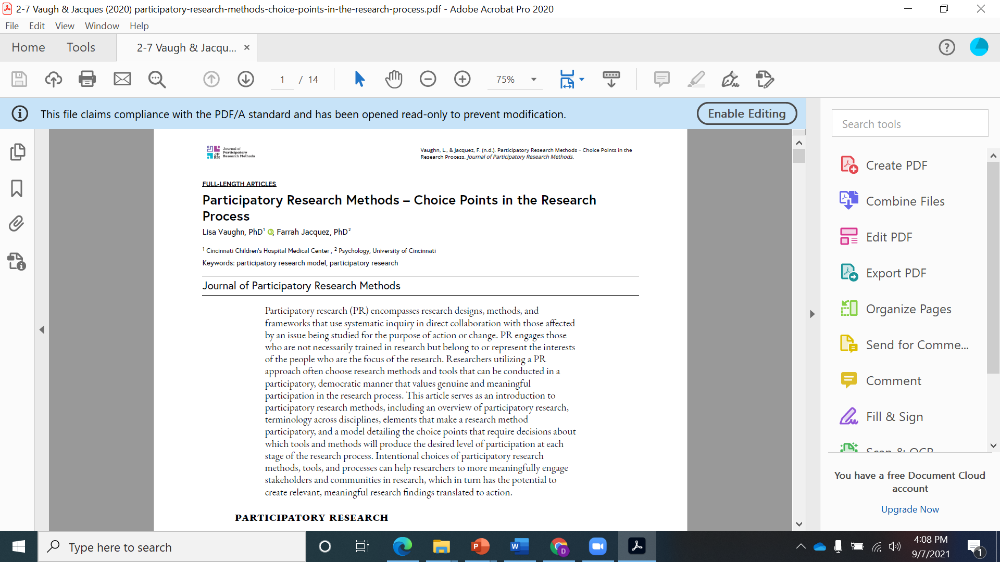 2-7 Vaugh & Jacques (2020) participatory-research-methods-choice-points-in-the-research-process.pdf - Adobe Acrobat Pro 2020
File Edit View Window Help
Home Tools 2-7 Vaugh & Jacqu... ×
1 / 14 75%
This file claims compliance with the PDF/A standard and has been opened read-only to prevent modification.
Enable Editing
Journal of
Participatory
Research Methods
JP
RM
Vaughn, L., & Jacquez, F. (n.d.). Participatory Research Methods – Choice Points in the
Research Process. Journal of Participatory Research Methods.
FULL-LENGTH ARTICLES
Participatory Research Methods – Choice Points in the Research
Process
Lisa Vaughn, PhD1 iD, Farrah Jacquez, PhD2
1 Cincinnati Children's Hospital Medical Center , 2 Psychology, University of Cincinnati
Keywords: participatory research model, participatory research
Journal of Participatory Research Methods
Participatory research (PR) encompasses research designs, methods, and
frameworks that use systematic inquiry in direct collaboration with those affected
by an issue being studied for the purpose of action or change. PR engages those
who are not necessarily trained in research but belong to or represent the interests
of the people who are the focus of the research. Researchers utilizing a PR
approach often choose research methods and tools that can be conducted in a
participatory, democratic manner that values genuine and meaningful
participation in the research process. This article serves as an introduction to
participatory research methods, including an overview of participatory research,
terminology across disciplines, elements that make a research method
participatory, and a model detailing the choice points that require decisions about
which tools and methods will produce the desired level of participation at each
stage of the research process. Intentional choices of participatory research
methods, tools, and processes can help researchers to more meaningfully engage
stakeholders and communities in research, which in turn has the potential to
create relevant, meaningful research findings translated to action.
PARTICIPATORY RESEARCH
Search tools
Create PDF
Combine Files
Edit PDF
Export PDF
Organize Pages
Send for Comme...
Comment
Fill & Sign
Scan & OCR
You have a free Document Cloud
account
Upgrade Now
Type here to search
P
W
D
4:08 PM
9/7/2021
1